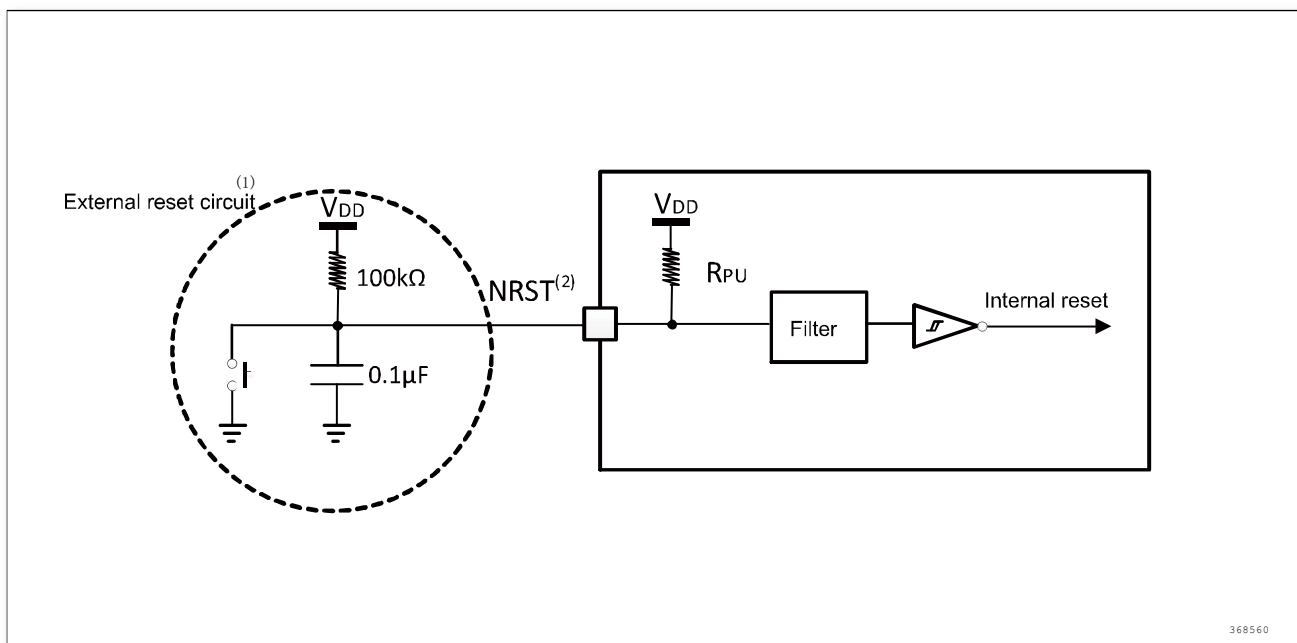 (1)
External reset circuit
VDD
100kΩ
0.1μF
NRST(2)
VDD
RPU
Filter
Internal reset
368560